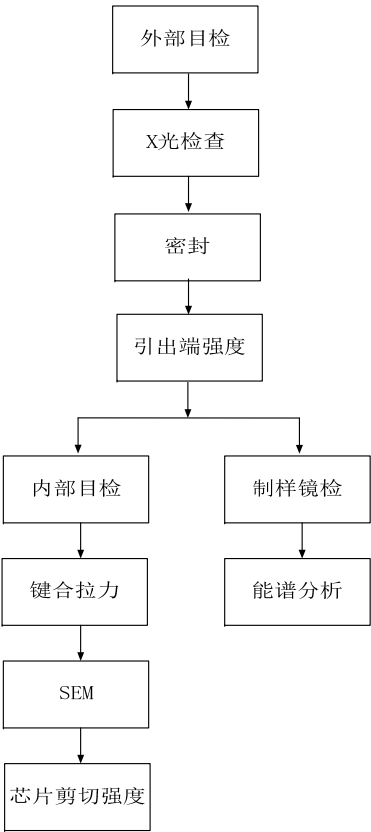 外部目检
X光检查
密封
引出端强度
内部目检
制样镜检
键合拉力
能谱分析
SEM
芯片剪切强度